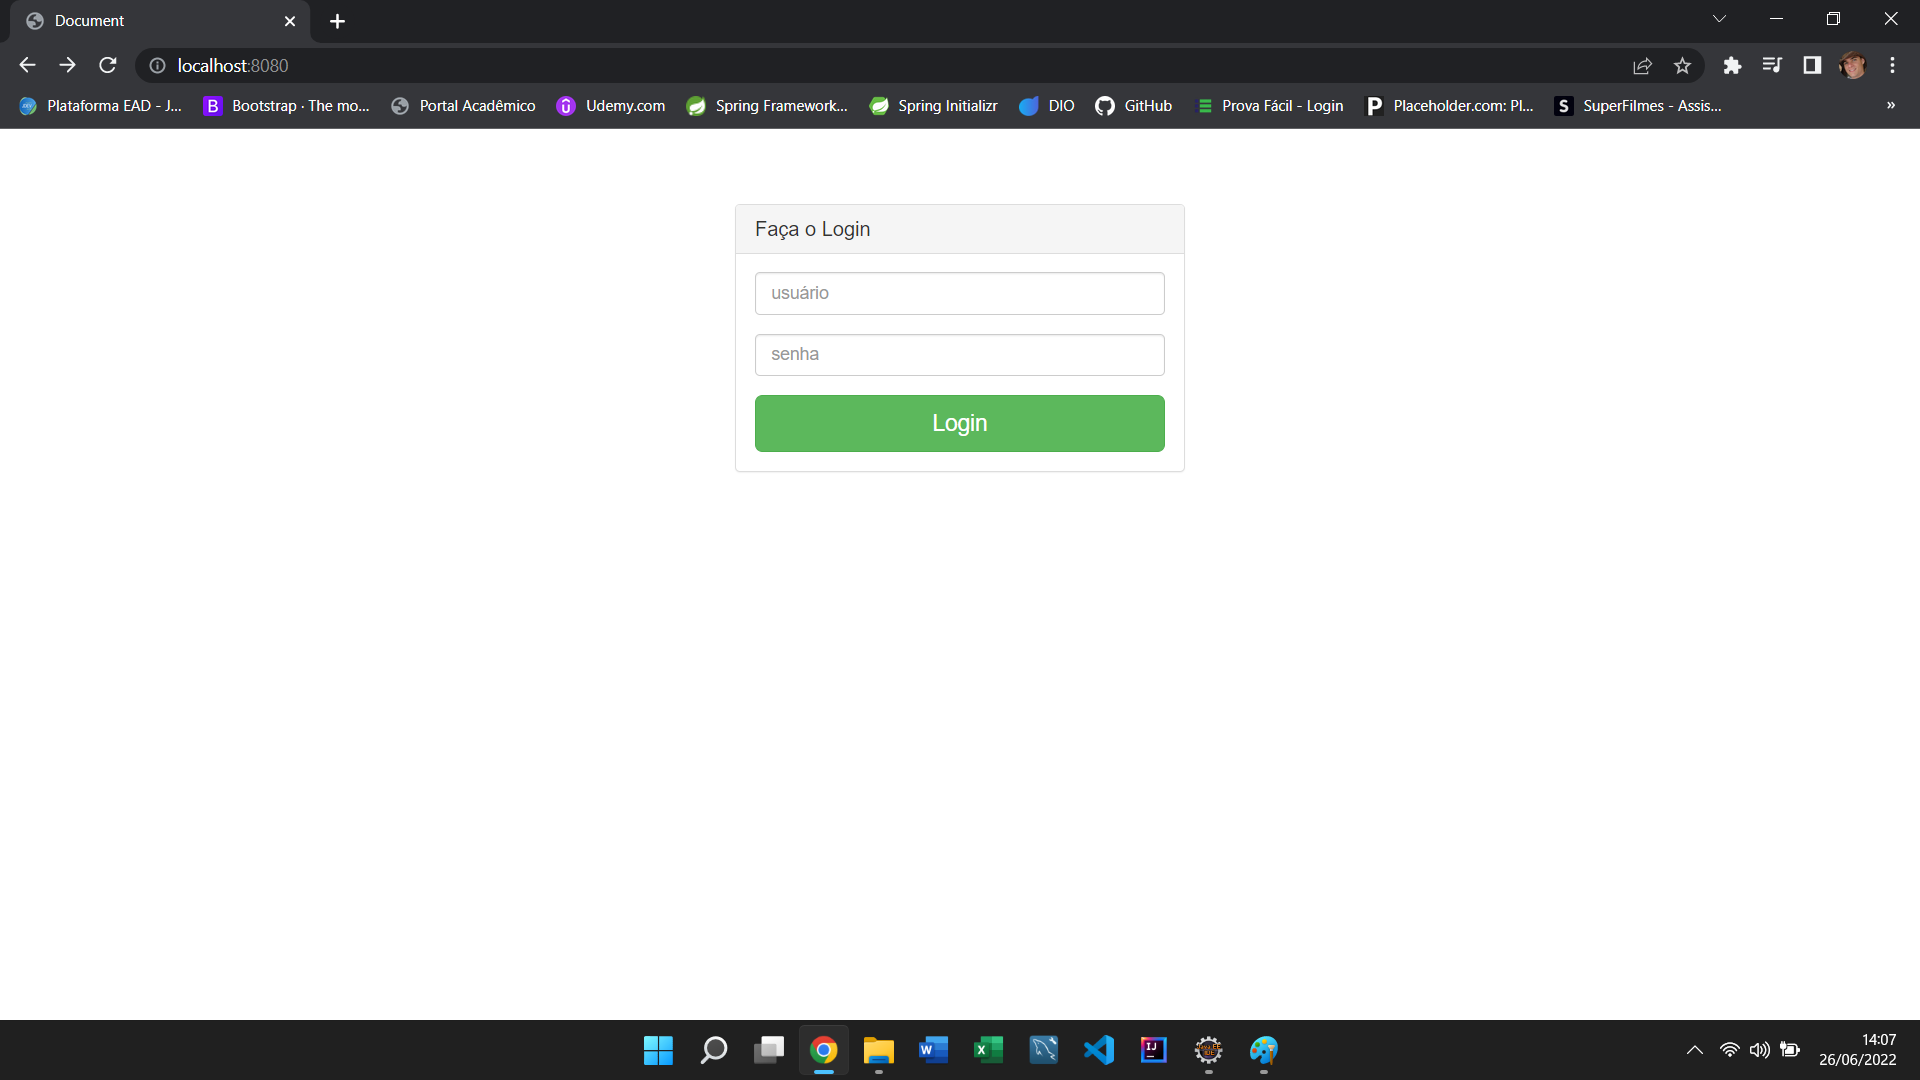 Document
localhost:8080
Plataforma EAD - J...
Bootstrap · The mo...
Portal Acadêmico
Udemy.com
Spring Framework...
Spring Initializr
DIO
GitHub
Prova Fácil - Login
Placeholder.com: Pl...
SuperFilmes - Assis...
Faça o Login
usuário
senha
Login
14:07
26/06/2022